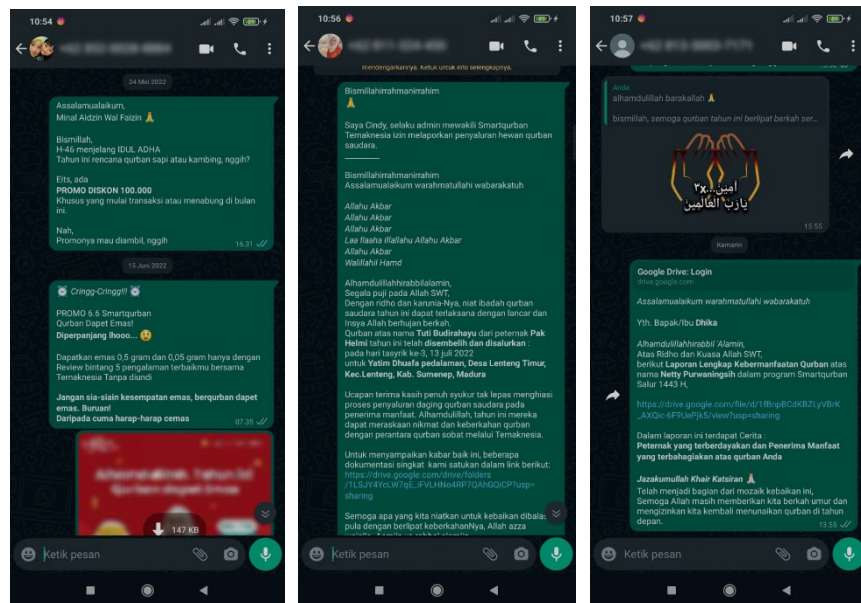 10:54
24 Mei 2022
Assalamualaikum,
Minal Aidzin Wal Faizin 🙏
Bismillah,
H-46 menjelang IDUL ADHA
Tahun ini rencana qurban sapi atau kambing, nggih?
Eits, ada
PROMO DISKON 100.000
Khusus yang mulai transaksi atau menabung di bulan
ini.
Nah,
Promonya mau diambil, nggih
16.31
15 Juni 2022
Cringg-Cringg!!!
PROMO 6.6 Smartqurban
Qurban Dapet Emas!
Diperpanjang lhooo...
Dapatkan emas 0,5 gram dan 0,05 gram hanya dengan
Review bintang 5 pengalaman terbaikmu bersama
Ternaknesia Tanpa diundi
Jangan sia-siain kesempatan emas, berqurban dapet
emas. Buruan!
Daripada cuma harap-harap cemas
07.35
147 KB
Ketik pesan
10:56
mendengarkannya. Ketuk untuk info selengkapnya.
Bismillahirrahmanirrahim
🙏
Saya Cindy, selaku admin mewakili Smartqurban
Ternaknesia izin melaporkan penyaluran hewan qurban
saudara.
Bismillahirrahmanirrahim
Assalamualaikum warahmatullahi wabarakatuh
Allahu Akbar
Allahu Akbar
Allahu Akbar
Laa Ilaaha Illallahu Allahu Akbar
Allahu Akbar
Walillahil Hamd
Alhamdulillahhirabbilalamin,
Segala puji pada Allah SWT,
Dengan ridho dan karunia-Nya, niat ibadah qurban
saudara tahun ini dapat terlaksana dengan lancar dan
Insya Allah berhujan berkah.
Qurban atas nama Tuti Budirahayu dari peternak Pak
Helmi tahun ini telah disembelih dan disalurkan :
pada hari tasyrik ke-3, 13 juli 2022
untuk Yatim Dhuafa pedalaman, Desa Lenteng Timur,
Kec.Lenteng, Kab. Sumenep, Madura
Ucapan terima kasih penuh syukur tak lepas menghiasi
proses penyaluran daging qurban saudara pada
penerima manfaat. Alhamdulillah, tahun ini mereka
dapat meraskaan nikmat dan keberkahan qurban
dengan perantara qurban sobat melalui Ternaknesia.
Untuk menyampaikan kabar baik ini, beberapa
dokumentasi singkat kami satukan dalam link berikut:
https://drive.google.com/drive/folders
sharing
Semoga apa yang kita niatkan untuk kebaikan dibalas
pula dengan berlipat keberkahanNya, Allah azza
Ketik pesan
10:57
Anda
alhamdulillah barakallah 🙏
bismillah, semoga qurban berkah ini berlipat berkah ser...
امين...٣x
يارب العالمين
15.55
Kemarin
Google Drive: Login
drive.google.com
Assalamualaikum warahmatullahi wabarakatuh
Yth. Bapak/Ibu Dhika
Alhamdulillahirabbil 'Alamin,
Atas Ridho dan Kuasa Allah SWT,
berikut Laporan Lengkap Kebermanfaatan Qurban atas
nama Netty Purwaningsih dalam program Smartqurban
Salur 1443 H,
Dalam laporan ini terdapat Cerita :
Peternak yang terberdayakan dan Penerima Manfaat
yang terbahagiakan atas qurban Anda
Jazakumullah Khair Katsiran 🙏
Telah menjadi bagian dari mozaik kebaikan ini,
Semoga Allah masih memberikan kita berkah umur dan
mengizinkan kita kembali menunaikan qurban di tahun
depan.
13.55
Ketik pesan